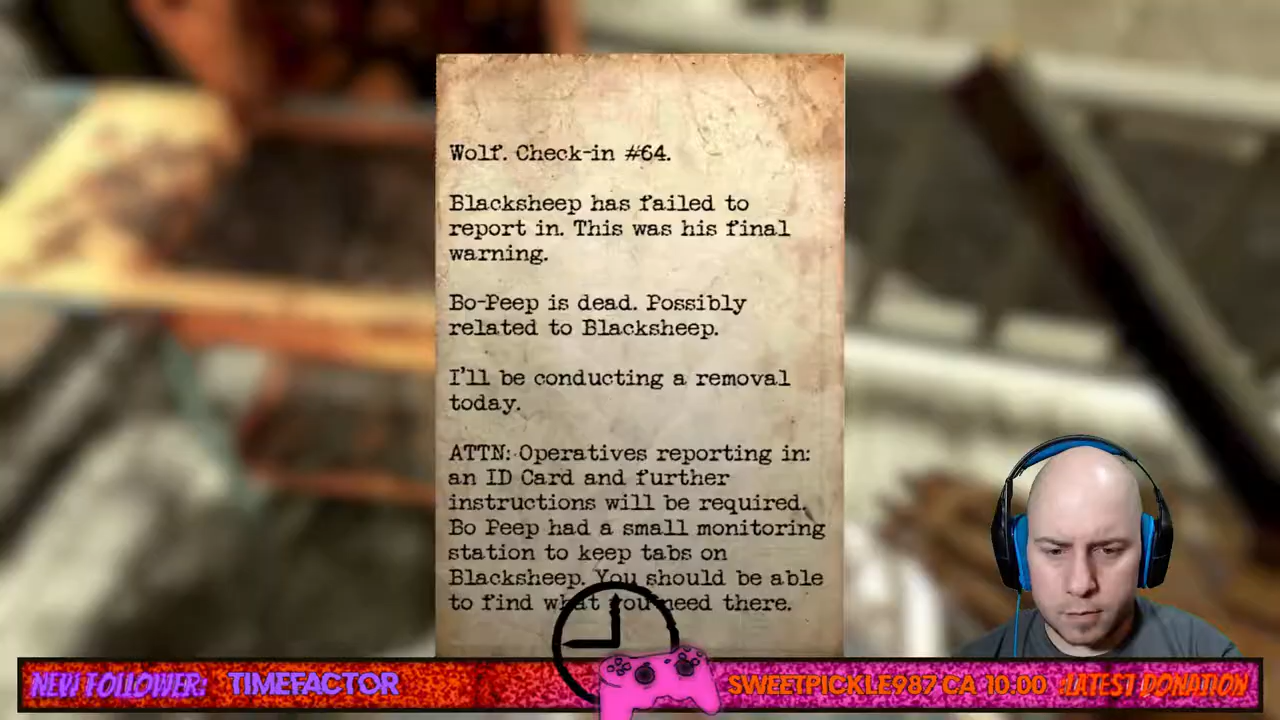 Wolf. Check-in #64.
Blacksheep has failed to
report in. This was his final
warning.
Bo-Peep is dead. Possibly
related to Blacksheep.
I'll be conducting a removal
today.
ATTN: Operatives reporting in:
an ID Card and further
instructions will be required.
Bo Peep had a small monitoring
station to keep tabs on
Blacksheep. You should be able
to find what you need there.
NEW FOLLOWER: TIMEFACTOR
SWEETPICKLE987 CA 10.00 :LATEST DONATION